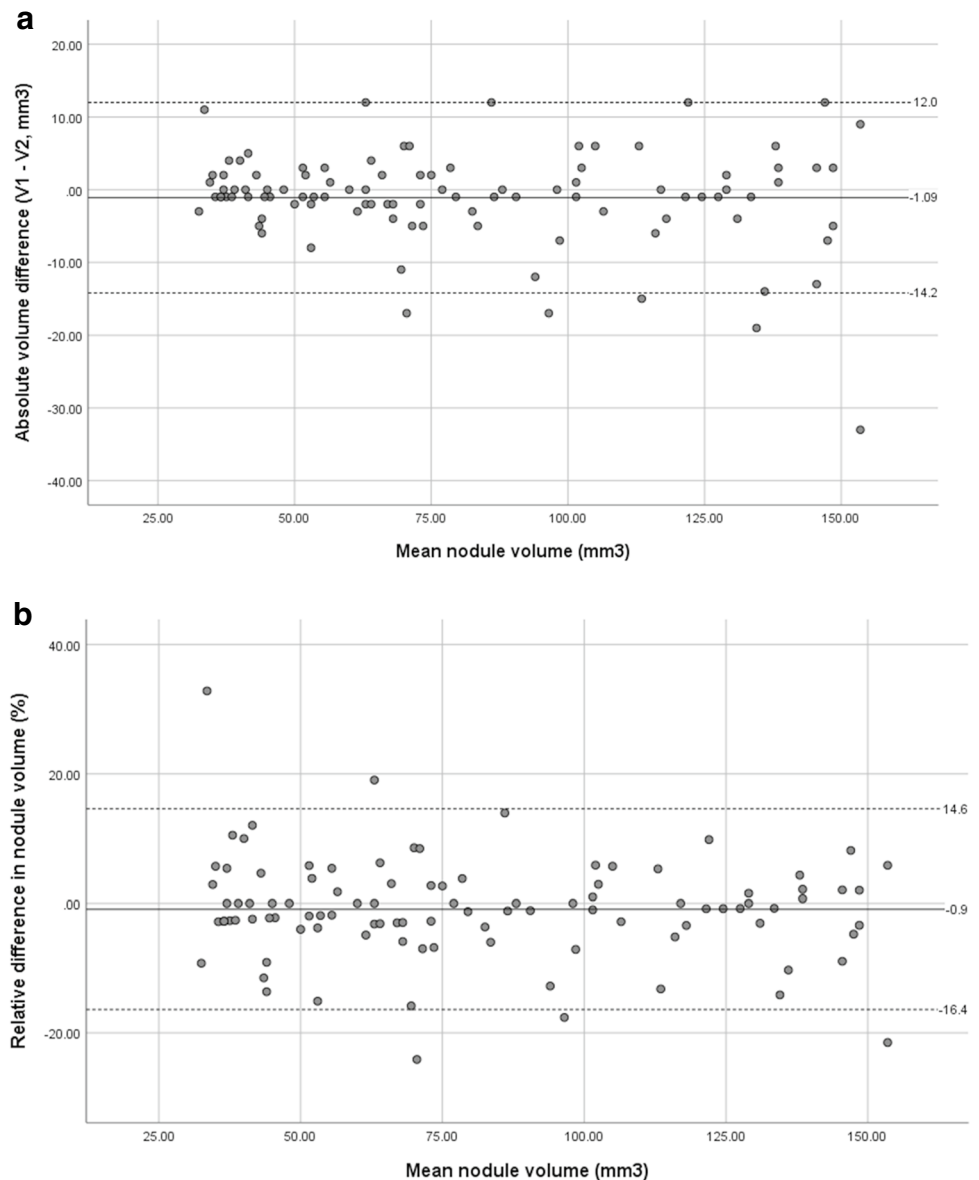 a
20.00
12.0
10.00
.00
-1.09
-10.00
-14.2
-20.00
-30.00
-40.00
Absolute volume difference (V1 - V2, mm3)
25.00 50.00 75.00 100.00 125.00 150.00
Mean nodule volume (mm3)
b
40.00
20.00
14.6
.00
-0.9
-16.4
-20.00
Relative difference in nodule volume (%)
25.00 50.00 75.00 100.00 125.00 150.00
Mean nodule volume (mm3)